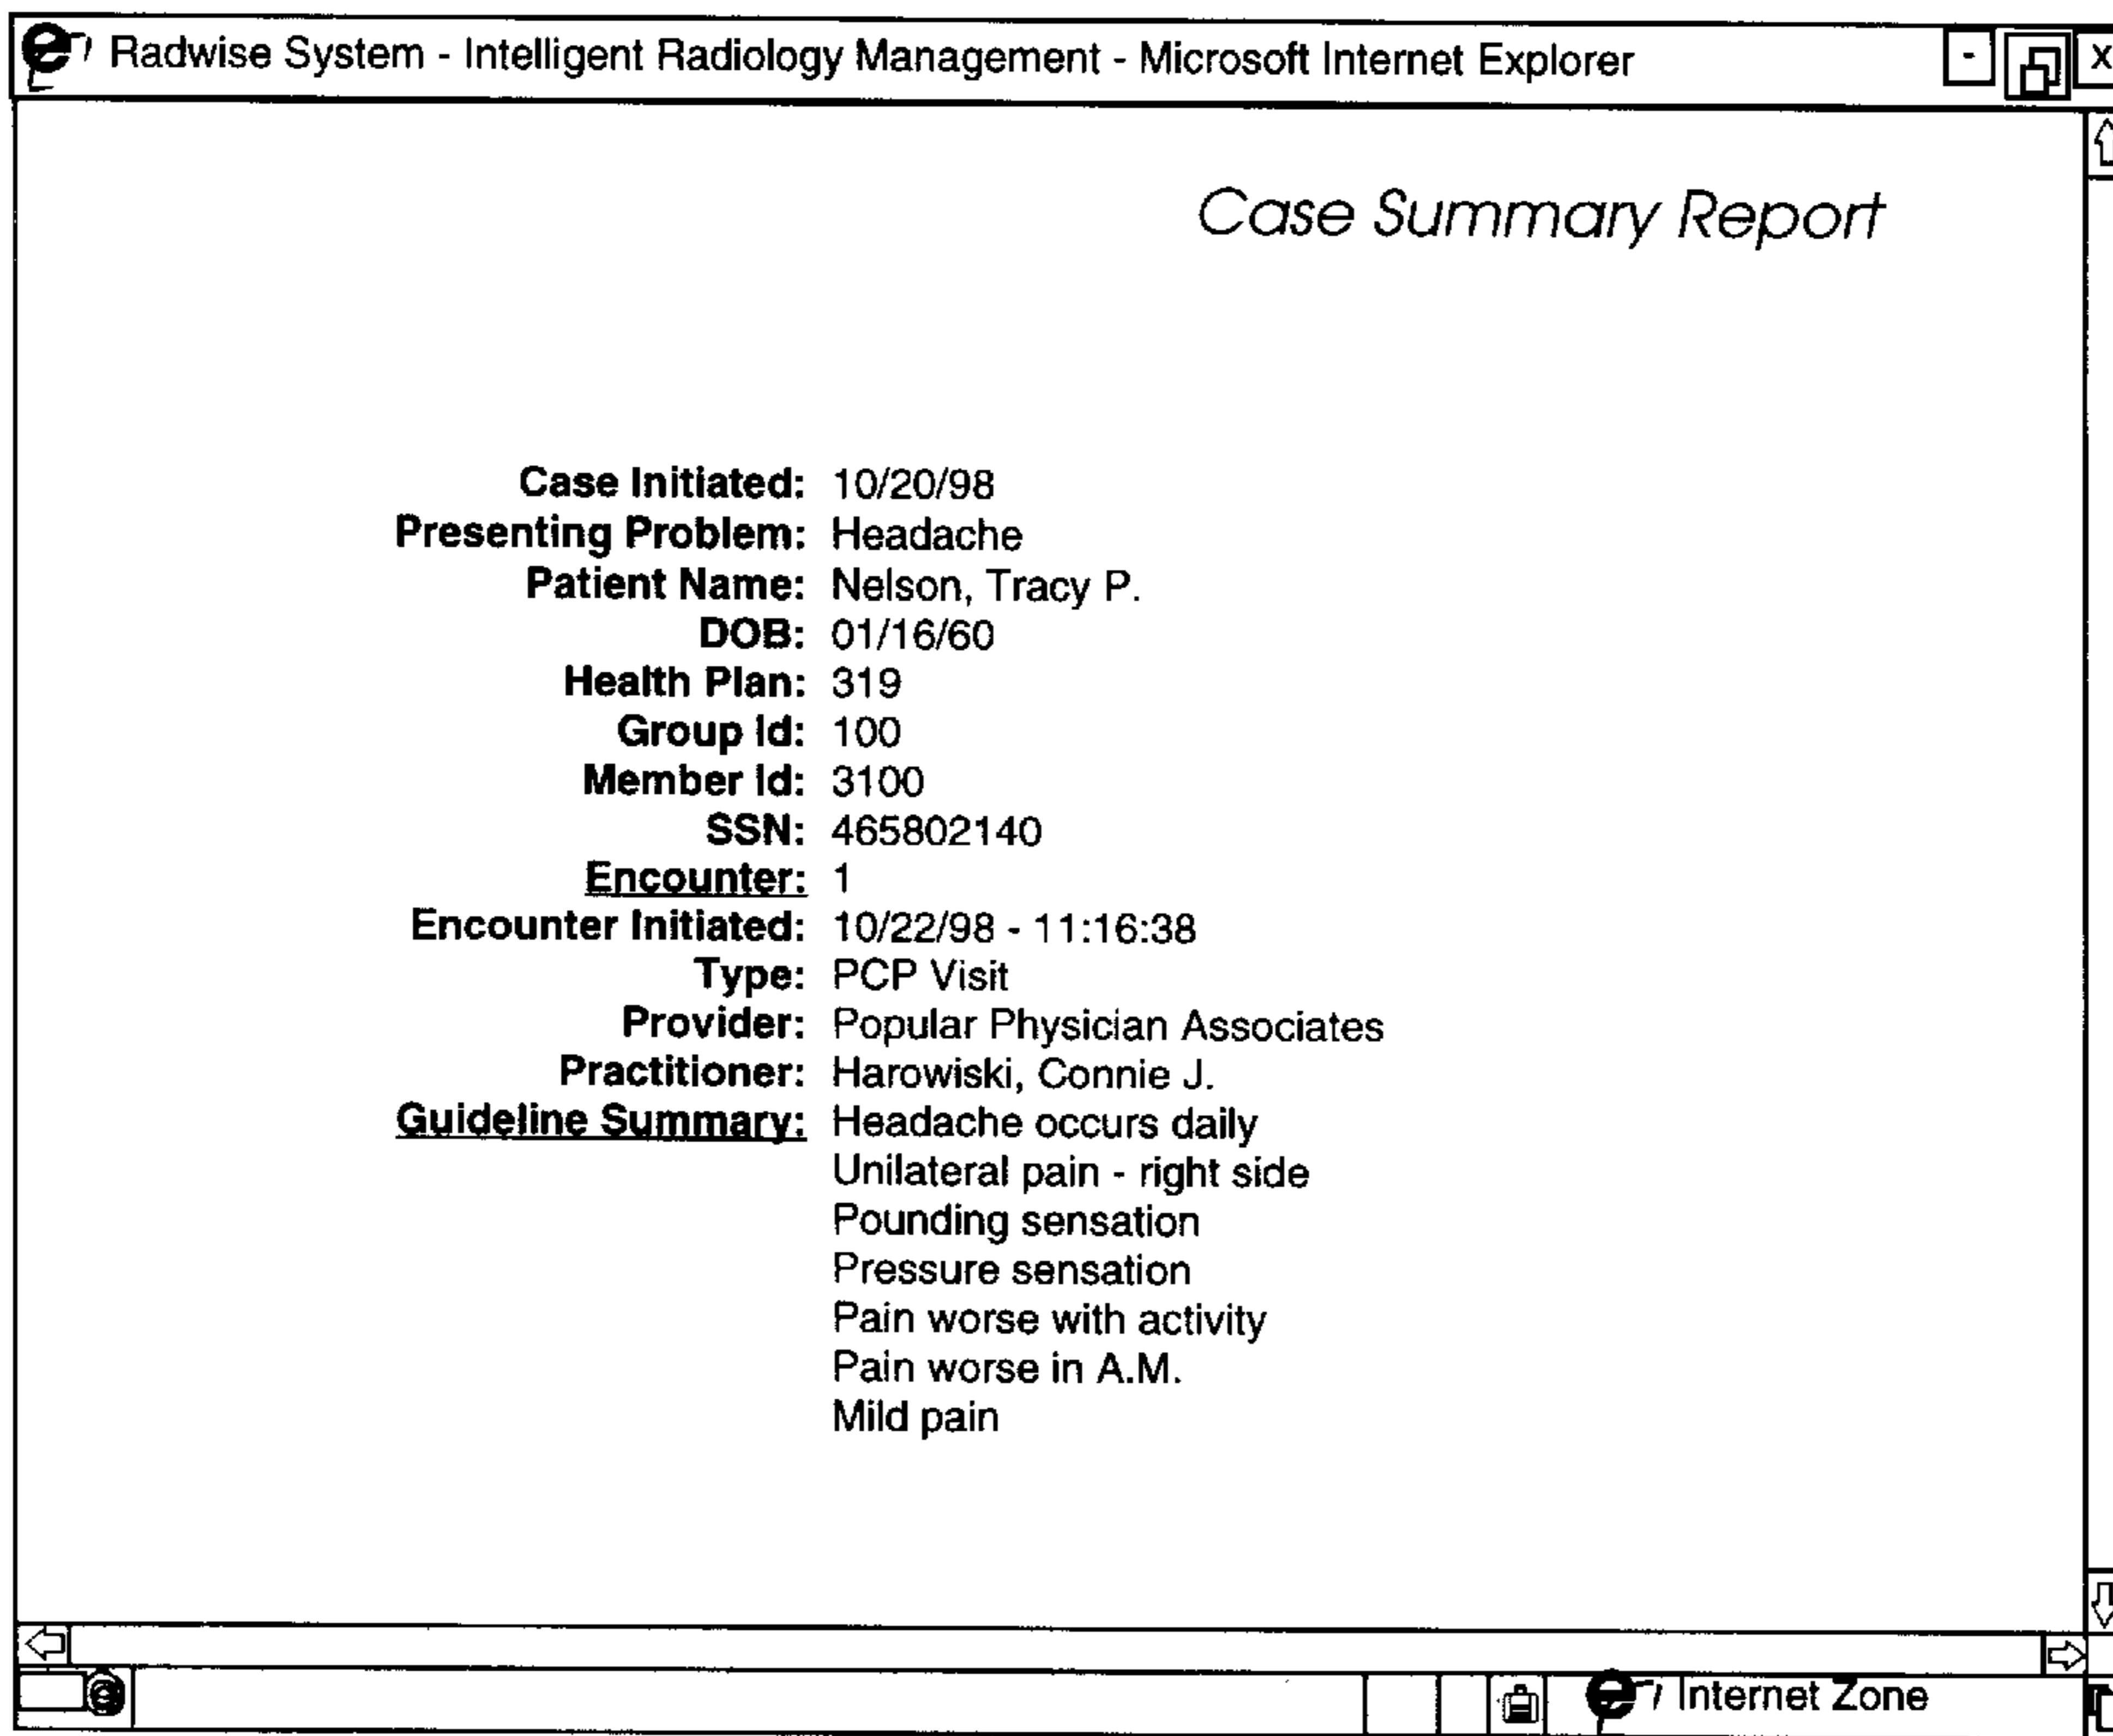 Radwise System - Intelligent Radiology Management - Microsoft Internet Explorer
Case Summary Report
Case Initiated: 10/20/98
Presenting Problem: Headache
Patient Name: Nelson, Tracy P.
DOB: 01/16/60
Health Plan: 319
Group Id: 100
Member Id: 3100
SSN: 465802140
Encounter: 1
Encounter Initiated: 10/22/98 - 11:16:38
Type: PCP Visit
Provider: Popular Physician Associates
Practitioner: Harowiski, Connie J.
Guideline Summary: Headache occurs daily
Unilateral pain - right side
Pounding sensation
Pressure sensation
Pain worse with activity
Pain worse in A.M.
Mild pain
Internet Zone